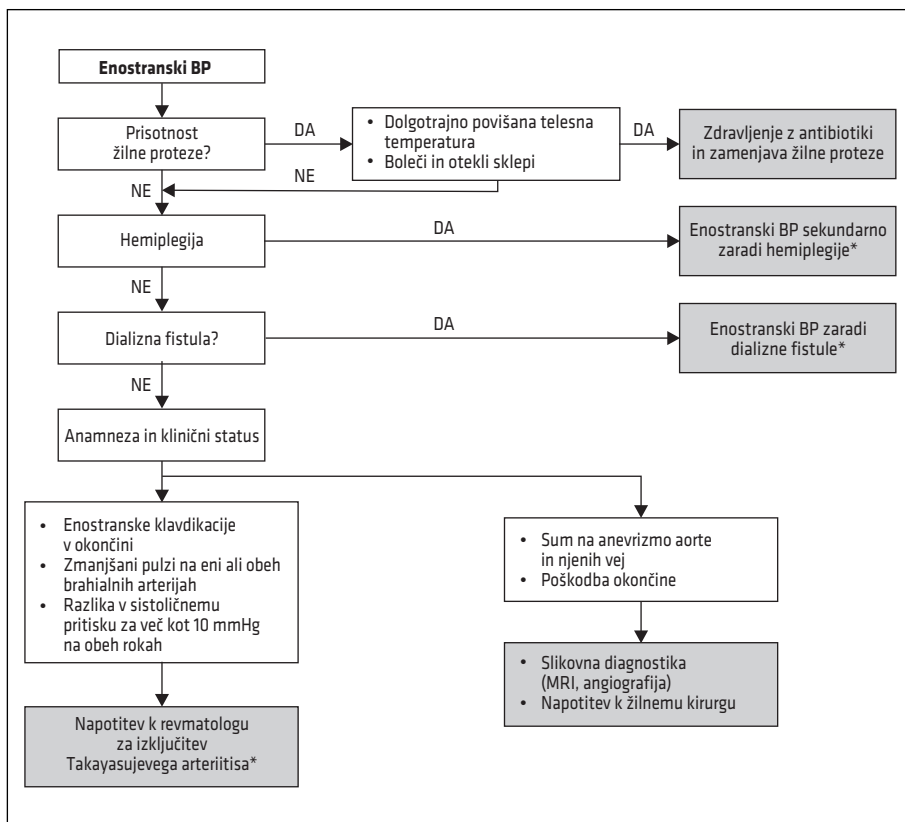 Enostranski BP
Prisotnost
žilne proteze?
DA
• Dolgotrajno povišana telesna
temperatura
• Boleči in otekli sklepi
DA
Zdravljenje z antibiotiki
in zamenjava žilne proteze
NE
NE
Hemiplegija
DA
Enostranski BP sekundarno
zaradi hemiplegije*
NE
Dializna fistula?
DA
Enostranski BP zaradi
dializne fistule*
NE
Anamneza in klinični status
• Enostranske klavdikacije
v okončini
• Zmanjšani pulzi na eni ali obeh
brahialnih arterijah
• Razlika v sistoličnemu
pritisku za več kot 10 mmHg
na obeh rokah
• Sum na anevrizmo aorte
in njenih vej
• Poškodba okončine
• Slikovna diagnostika
(MRI, angiografija)
• Napotitev k žilnemu kirurgu
Napotitev k revmatologu
za izključitev
Takayasujevega arteriitisa*